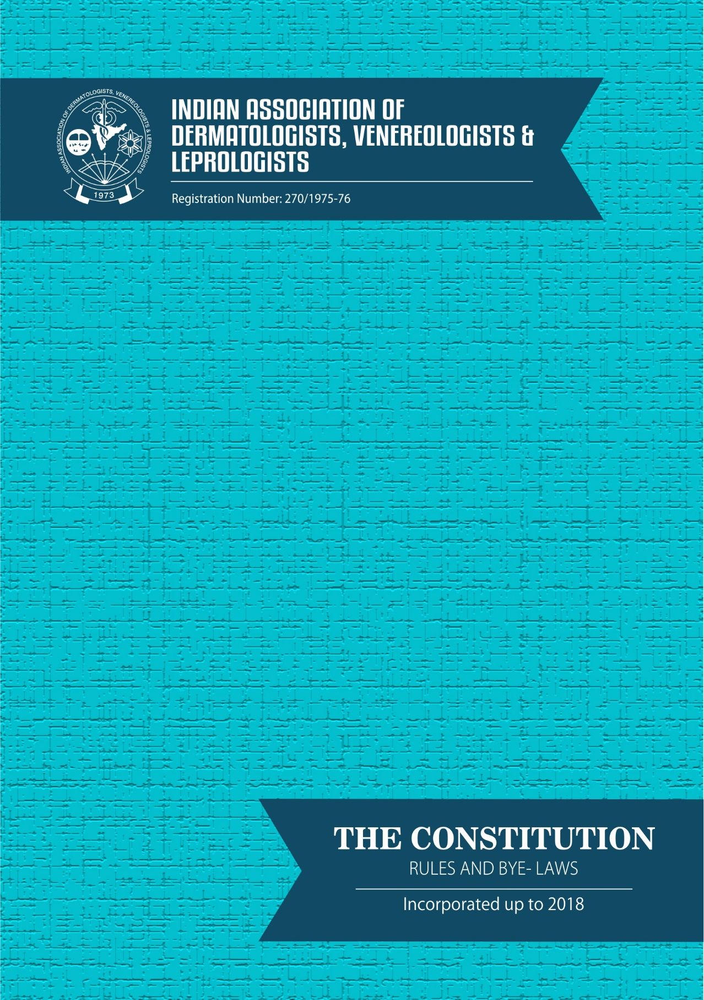 INDIAN ASSOCIATION OF DERMATOLOGISTS, VENEREOLOGISTS & LEPROLOGISTS
1973
INDIAN ASSOCIATION OF
DERMATOLOGISTS, VENEREOLOGISTS &
LEPROLOGISTS
Registration Number: 270/1975-76
THE CONSTITUTION
RULES AND BYE- LAWS
Incorporated up to 2018